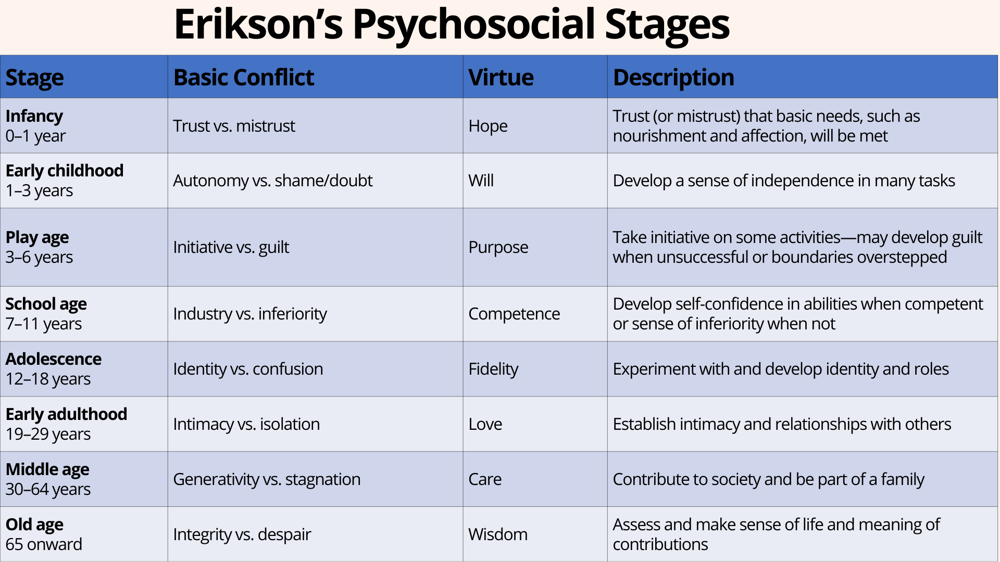 Erikson’s Psychosocial Stages
Stage Basic Conflict Virtue Description
Infancy
0–1 year
Trust vs. mistrust
Hope
Trust (or mistrust) that basic needs, such as
nourishment and affection, will be met
Early childhood
1–3 years
Autonomy vs. shame/doubt
Will
Develop a sense of independence in many tasks
Play age
3–6 years
Initiative vs. guilt
Purpose
Take initiative on some activities—may develop guilt
when unsuccessful or boundaries overstepped
School age
7–11 years
Industry vs. inferiority
Competence
Develop self-confidence in abilities when competent
or sense of inferiority when not
Adolescence
12–18 years
Identity vs. confusion
Fidelity
Experiment with and develop identity and roles
Early adulthood
19–29 years
Intimacy vs. isolation
Love
Establish intimacy and relationships with others
Middle age
30–64 years
Generativity vs. stagnation
Care
Contribute to society and be part of a family
Old age
65 onward
Integrity vs. despair
Wisdom
Assess and make sense of life and meaning of
contributions